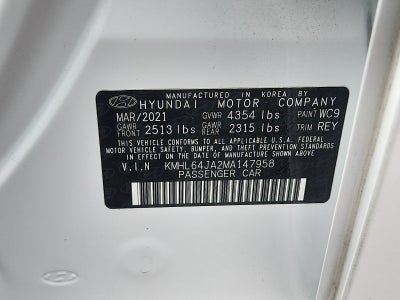 MANUFACTURED IN KOREA BY
HYUNDAI MOTOR COMPANY
MAR/2021 GVWR 4354 lbs PAINT WC9
GAWR FRONT 2513 lbs GAWR REAR 2315 lbs TRIM REY
THIS VEHICLE CONFORMS TO ALL APPLICABLE U.S.A. FEDERAL
MOTOR VEHICLE SAFETY, BUMPER, AND THEFT PREVENTION
STANDARDS IN EFFECT ON THE DATE OF MANUFACTURE SHOWN ABOVE.
V.I.N KMHL64JA2MA147958
PASSENGER CAR